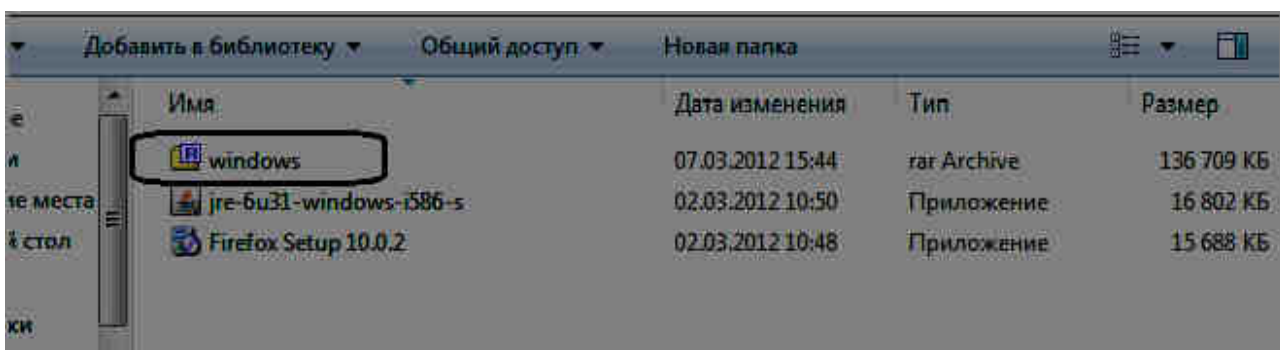 Добавить в библиотеку Общий доступ Новая папка
Имя Дата изменения Тип Размер
е
windows 07.03.2012 15:44 rar Archive 136 709 КБ
и
jre-6u31-windows-i586-s 02.03.2012 10:50 Приложение 16 802 КБ
ие места
Firefox Setup 10.0.2 02.03.2012 10:48 Приложение 15 688 КБ
й стол
ки